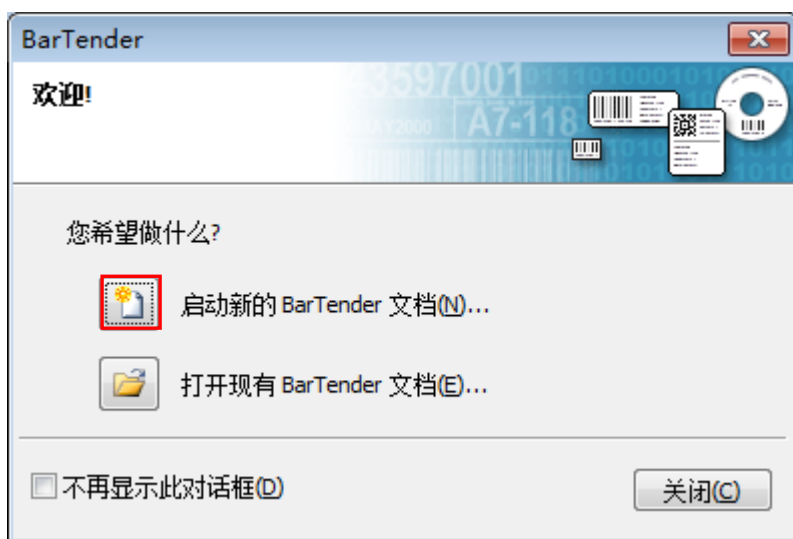 BarTender
欢迎!
3597001
A7-118
您希望做什么?
启动新的 BarTender 文档(N)...
打开现有 BarTender 文档(E)...
不再显示此对话框(D)
关闭(C)